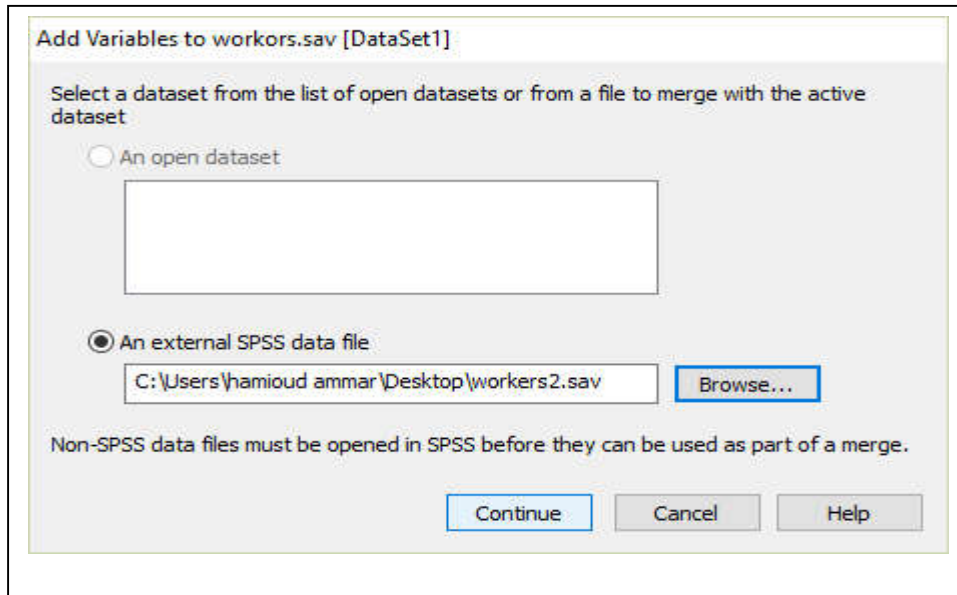 Add Variables to workors.sav [DataSet1]
Select a dataset from the list of open datasets or from a file to merge with the active
dataset
An open dataset
An external SPSS data file
C:\Users\hamioud ammar\Desktop\workers2.sav
Browse...
Non-SPSS data files must be opened in SPSS before they can be used as part of a merge.
Continue
Cancel
Help